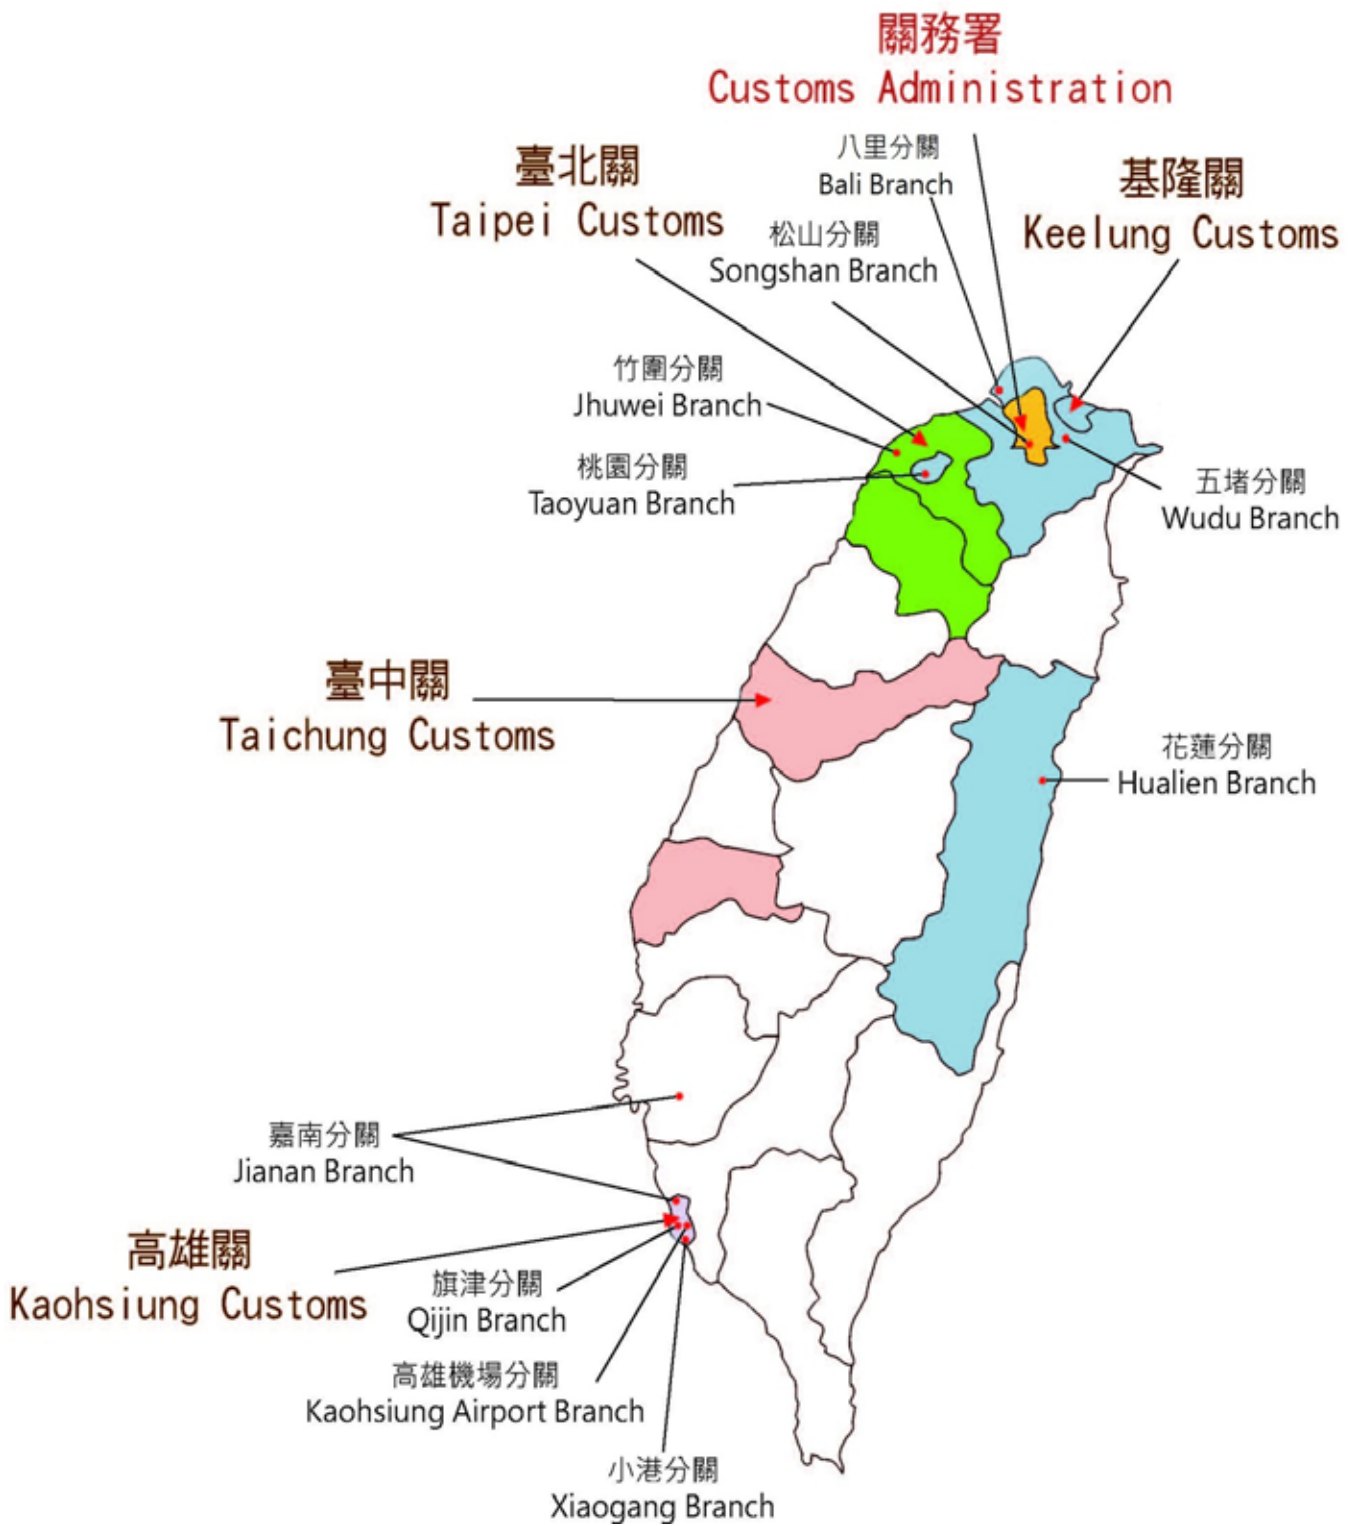 關務署
Customs Administration
八里分關
Bali Branch
臺北關
Taipei Customs
基隆關
Keelung Customs
松山分關
Songshan Branch
竹圍分關
Jhuwei Branch
桃園分關
Taoyuan Branch
五堵分關
Wudu Branch
臺中關
Taichung Customs
花蓮分關
Hualien Branch
嘉南分關
Jianan Branch
高雄關
Kaohsiung Customs
旗津分關
Qijin Branch
高雄機場分關
Kaohsiung Airport Branch
小港分關
Xiaogang Branch